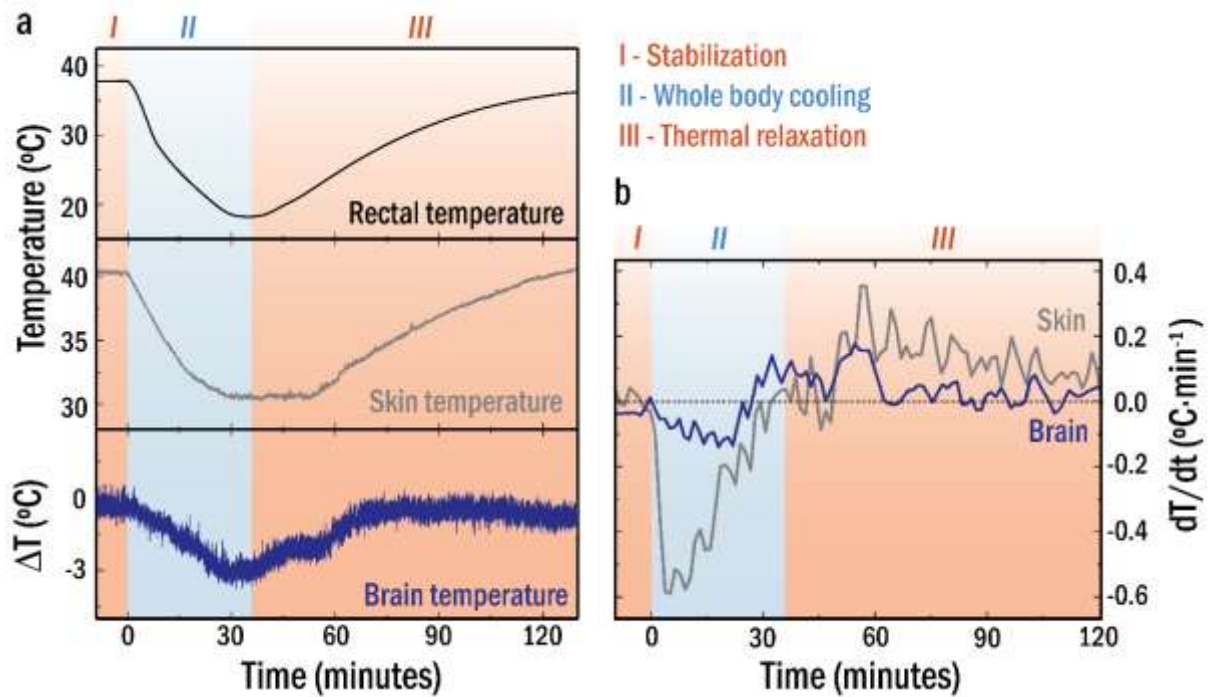 a
I II III
40
30
20
Rectal temperature
40
35
30
Skin temperature
Temperature (ºC)
0
-3
ΔT (ºC)
Brain temperature
0 30 60 90 120
Time (minutes)
I - Stabilization
II - Whole body cooling
III - Thermal relaxation
b
I II III
0.4
0.2
0.0
-0.2
-0.4
-0.6
Skin
Brain
dT/dt (ºC·min⁻¹)
0 30 60 90 120
Time (minutes)